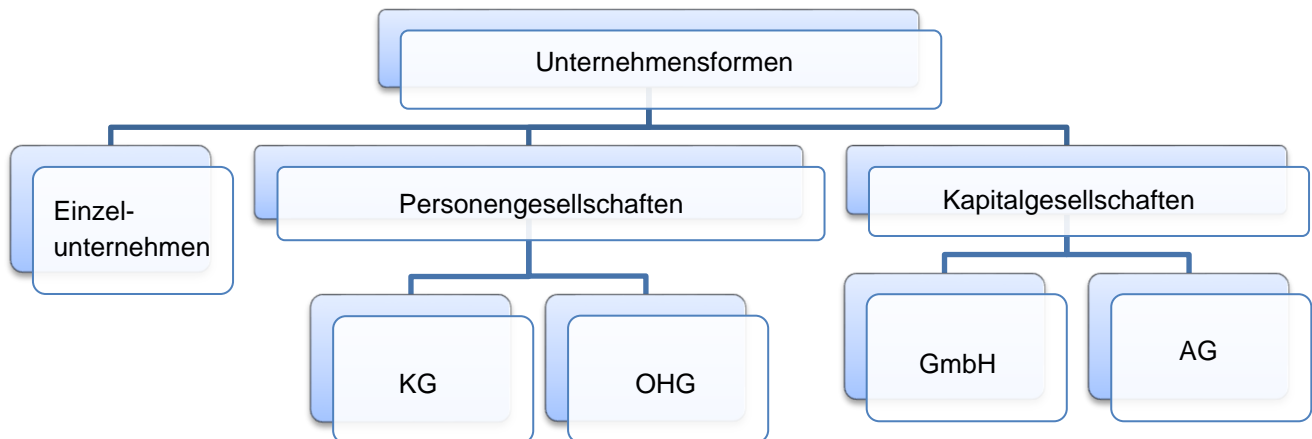 Unternehmensformen
Einzel-
unternehmen
Personengesellschaften
Kapitalgesellschaften
KG
OHG
GmbH
AG